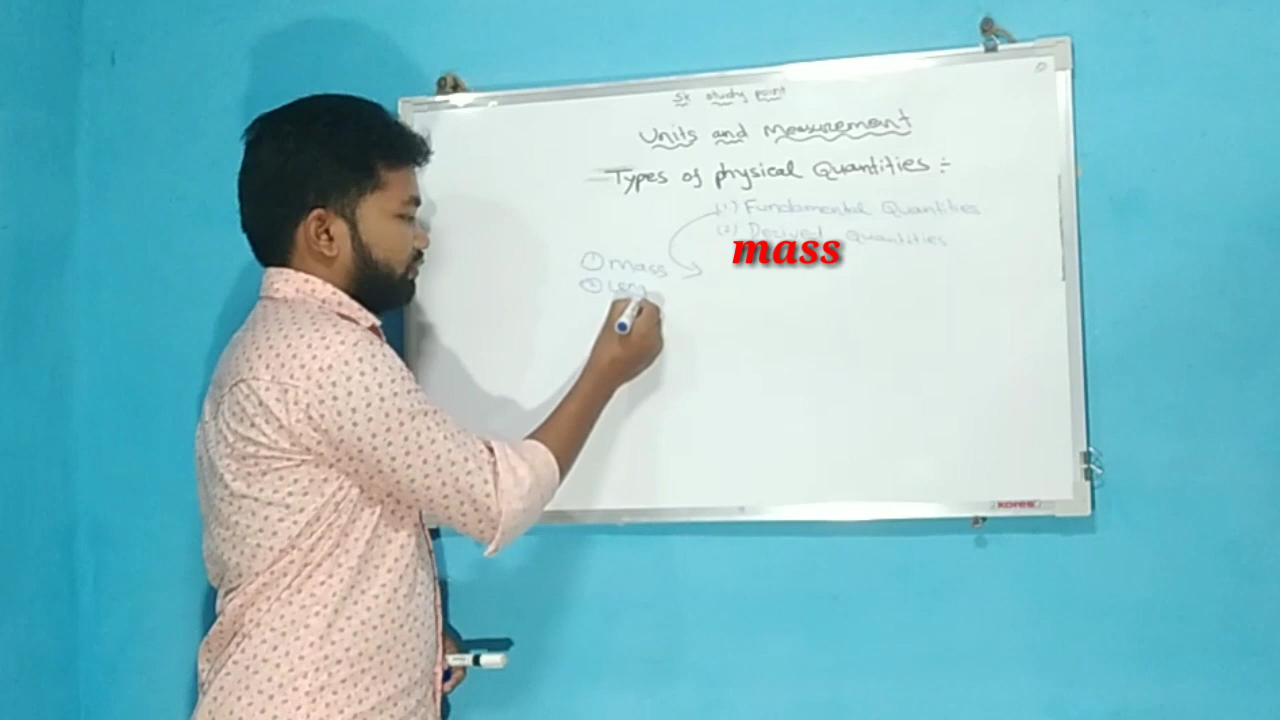 Sk study point
Units and Measurement
Types of physical Quantities :-
(1) Fundamental Quantities
(2) Derived Quantities
mass
① Mass
② Leng
KORES